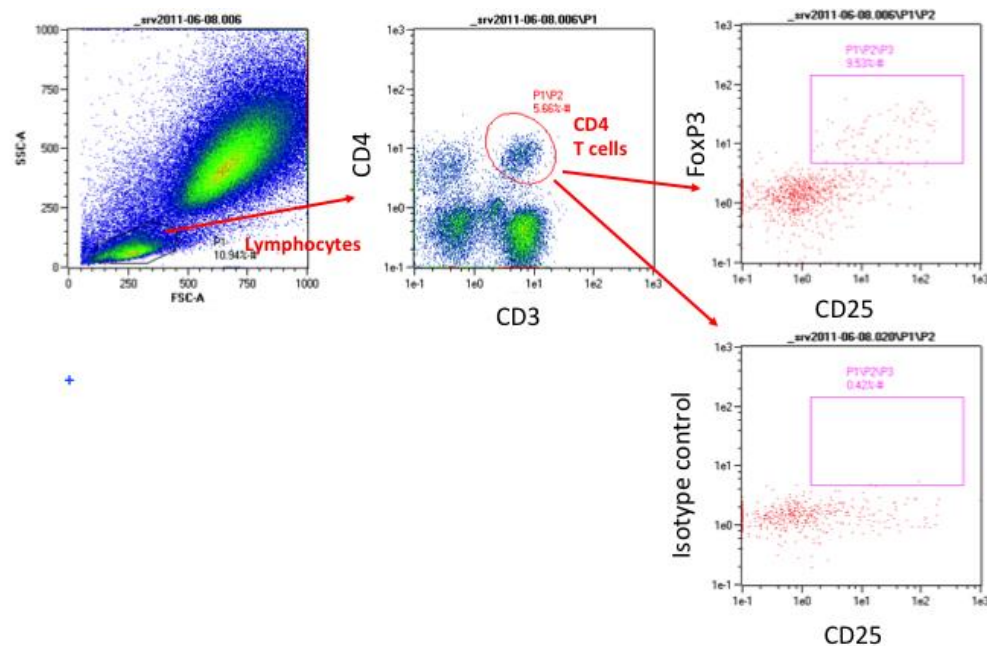 _srv2011-06-08.006
1000
750
500
250
0
SSC-A
0 250 500 750 1000
FSC-A
P1
10.94%-#
Lymphocytes
_srv2011-06-08.006\P1
1e3
1e2
1e1
1e0
1e-1
CD4
P1\P2
5.66%-#
CD4
T cells
1e-1 1e0 1e1 1e2 1e3
CD3
_srv2011-06-08.006\P1\P2
1e3
1e2
1e1
1e0
1e-1
FoxP3
P1\P2\P3
9.53%-#
1e-1 1e0 1e1 1e2 1e3
CD25
_srv2011-06-08.020\P1\P2
1e3
1e2
1e1
1e0
1e-1
Isotype control
P1\P2\P3
0.42%-#
1e-1 1e0 1e1 1e2 1e3
CD25